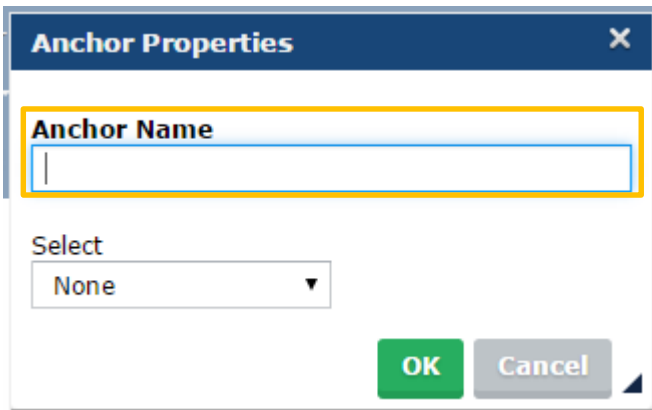 Anchor Properties
Anchor Name
Select
None
OK Cancel